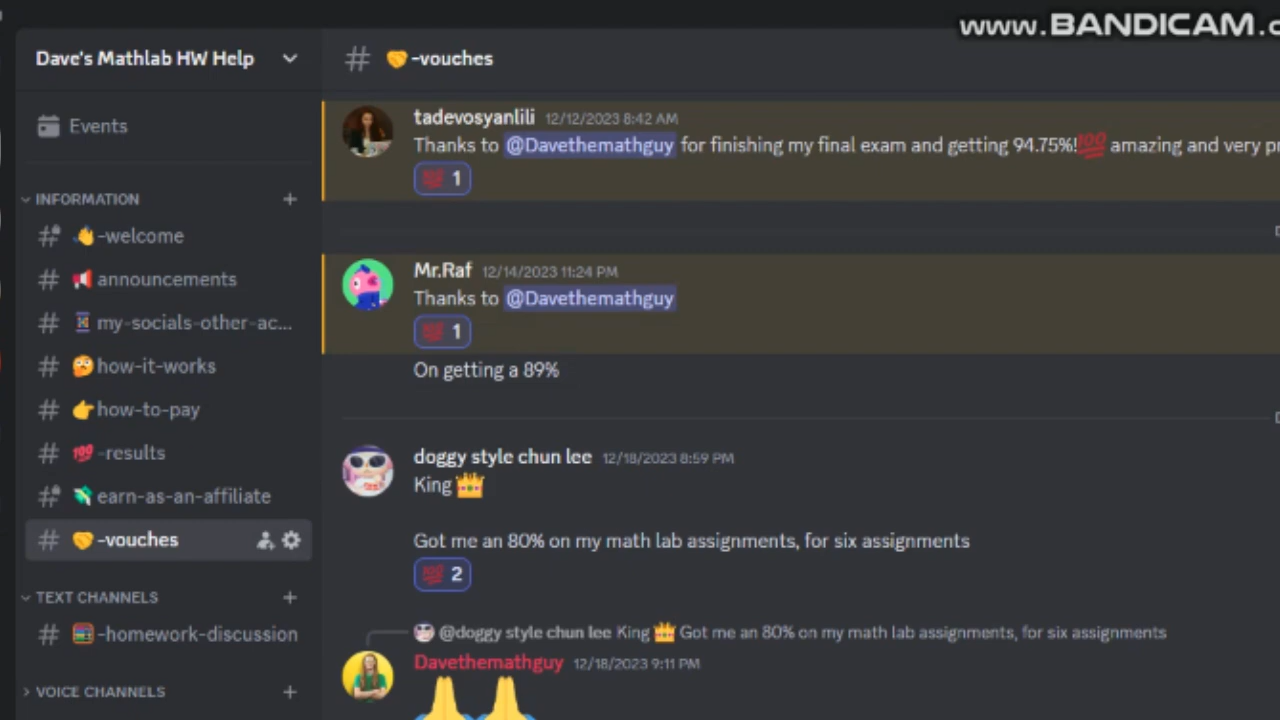 www.BANDICAM.c
Dave's Mathlab HW Help
Events
INFORMATION
-welcome
announcements
my-socials-other-ac...
how-it-works
how-to-pay
-results
earn-as-an-affiliate
-vouches
TEXT CHANNELS
-homework-discussion
VOICE CHANNELS
# -vouches
tadevosyanlili 12/12/2023 8:42 AM
Thanks to @Davethemathguy for finishing my final exam and getting 94.75%!💯 amazing and very pr
💯 1
Mr.Raf 12/14/2023 11:24 PM
Thanks to @Davethemathguy
💯 1
On getting a 89%
doggy style chun lee 12/18/2023 8:59 PM
King
Got me an 80% on my math lab assignments, for six assignments
💯 2
@doggy style chun lee King Got me an 80% on my math lab assignments, for six assignments
Davethemathguy 12/18/2023 9:11 PM